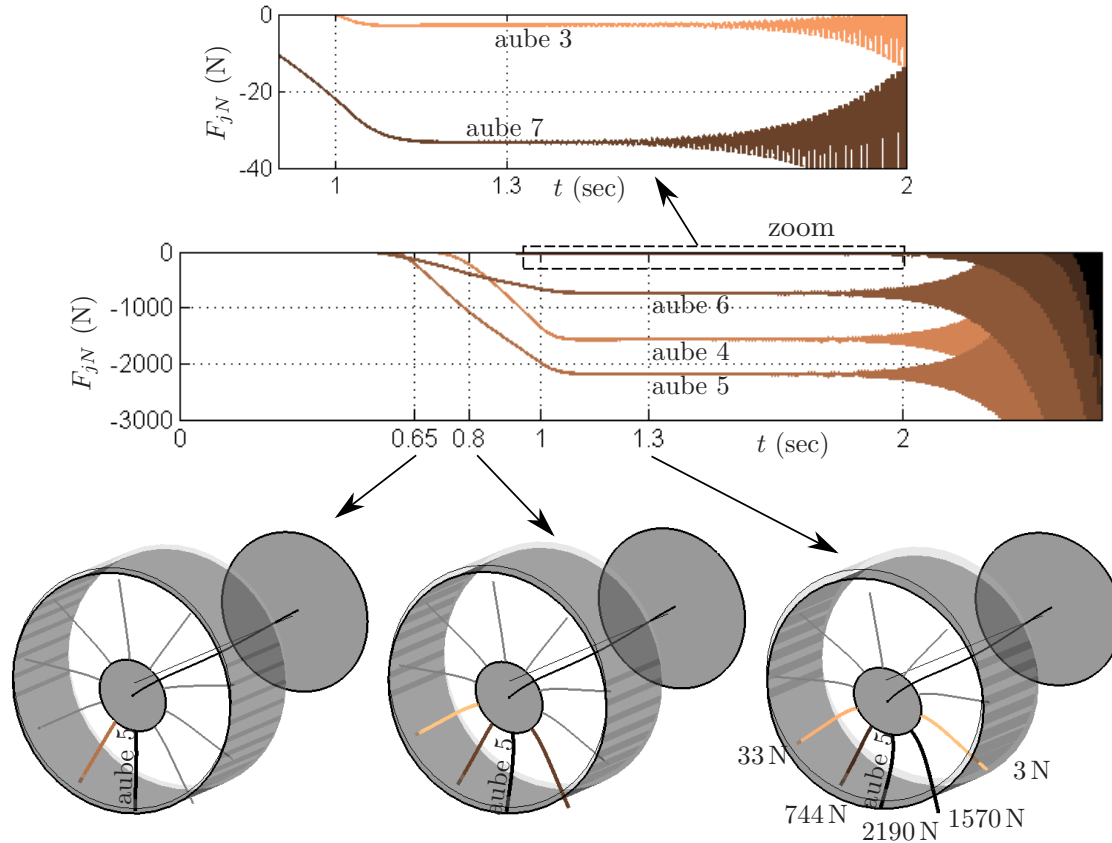 0
-20
-40
F_{jN} (N)
aube 3
aube 7
1
1.3
t (sec)
2
zoom
0
-1000
-2000
-3000
F_{jN} (N)
aube 6
aube 4
aube 5
0
0.65
0.8
1
1.3
t (sec)
2
aube 5
aube 5
aube 5
33 N
3 N
744 N
1570 N
2190 N